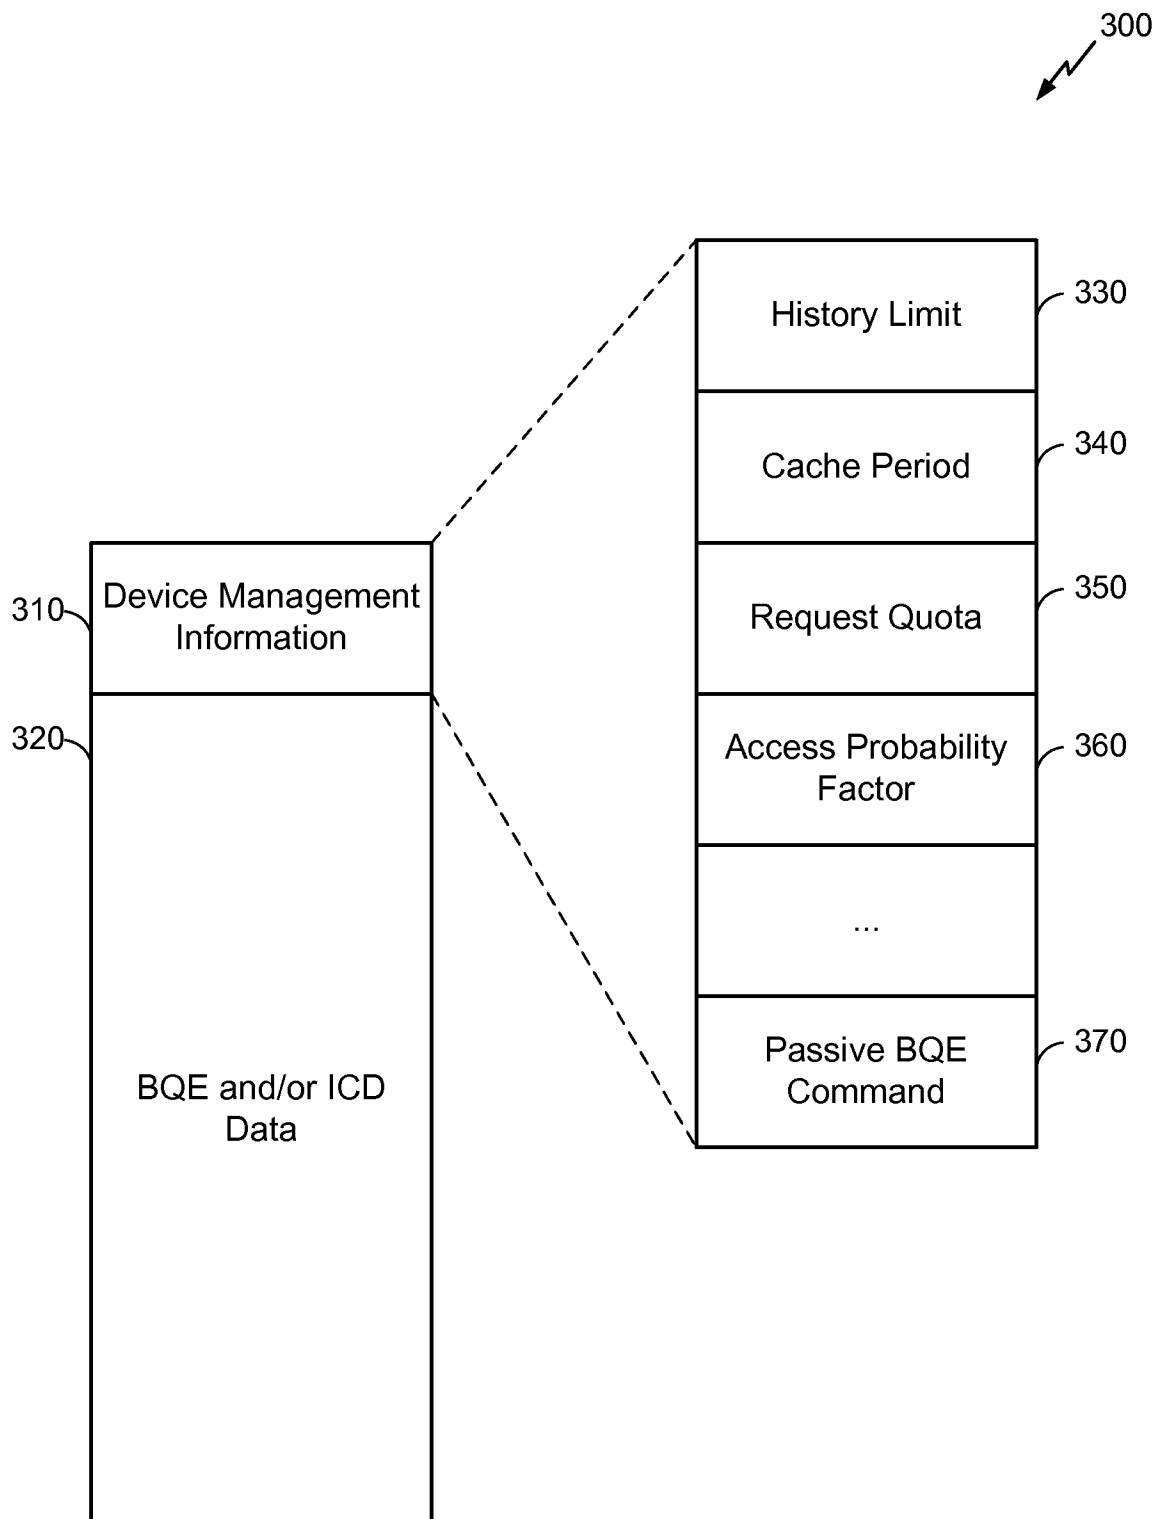 300
History Limit
330
Cache Period
340
Request Quota
350
Device Management
Information
310
320
Access Probability
Factor
360
...
Passive BQE
Command
370
BQE and/or ICD
Data